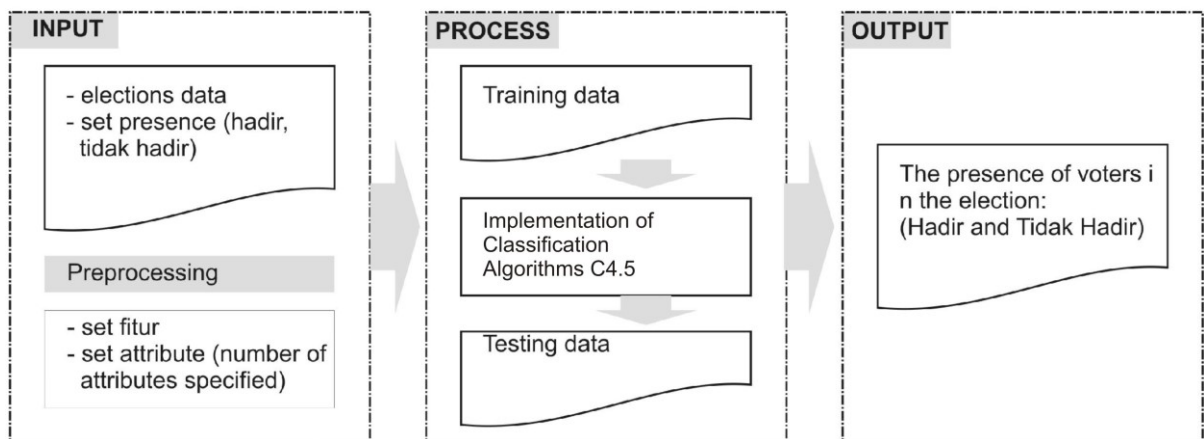 INPUT
- elections data
- set presence (hadir,
tidak hadir)
Preprocessing
- set fitur
- set attribute (number of
attributes specified)
PROCESS
Training data
Implementation of
Classification
Algorithms C4.5
Testing data
OUTPUT
The presence of voters i
n the election:
(Hadir and Tidak Hadir)